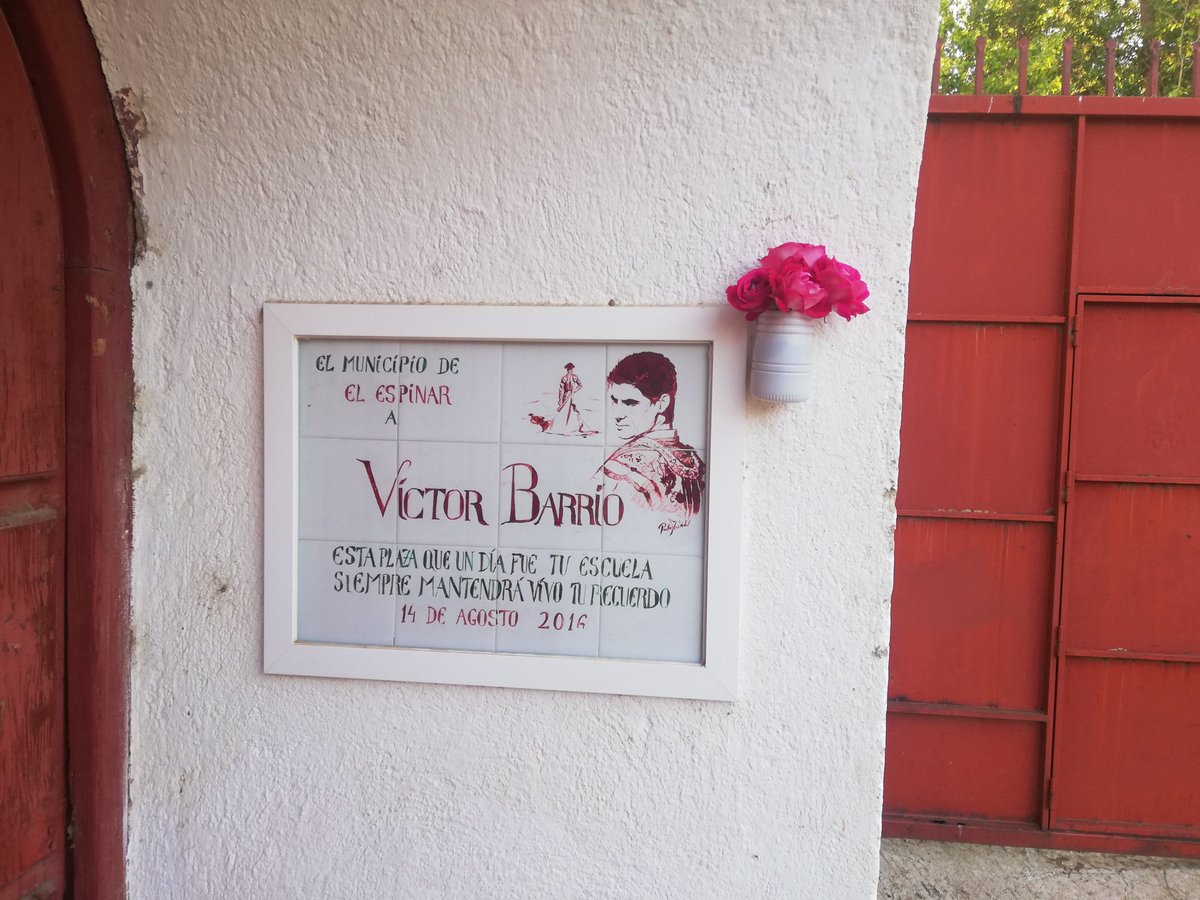 EL MUNICIPIO DE
EL ESPINAR
A
VÍCTOR BARRÍO
ESTA PLAZA QUE UN DÍA FUE TU ESCUELA
SIEMPRE MANTENDRÁ VIVO TU RECUERDO
14 DE AGOSTO 2016